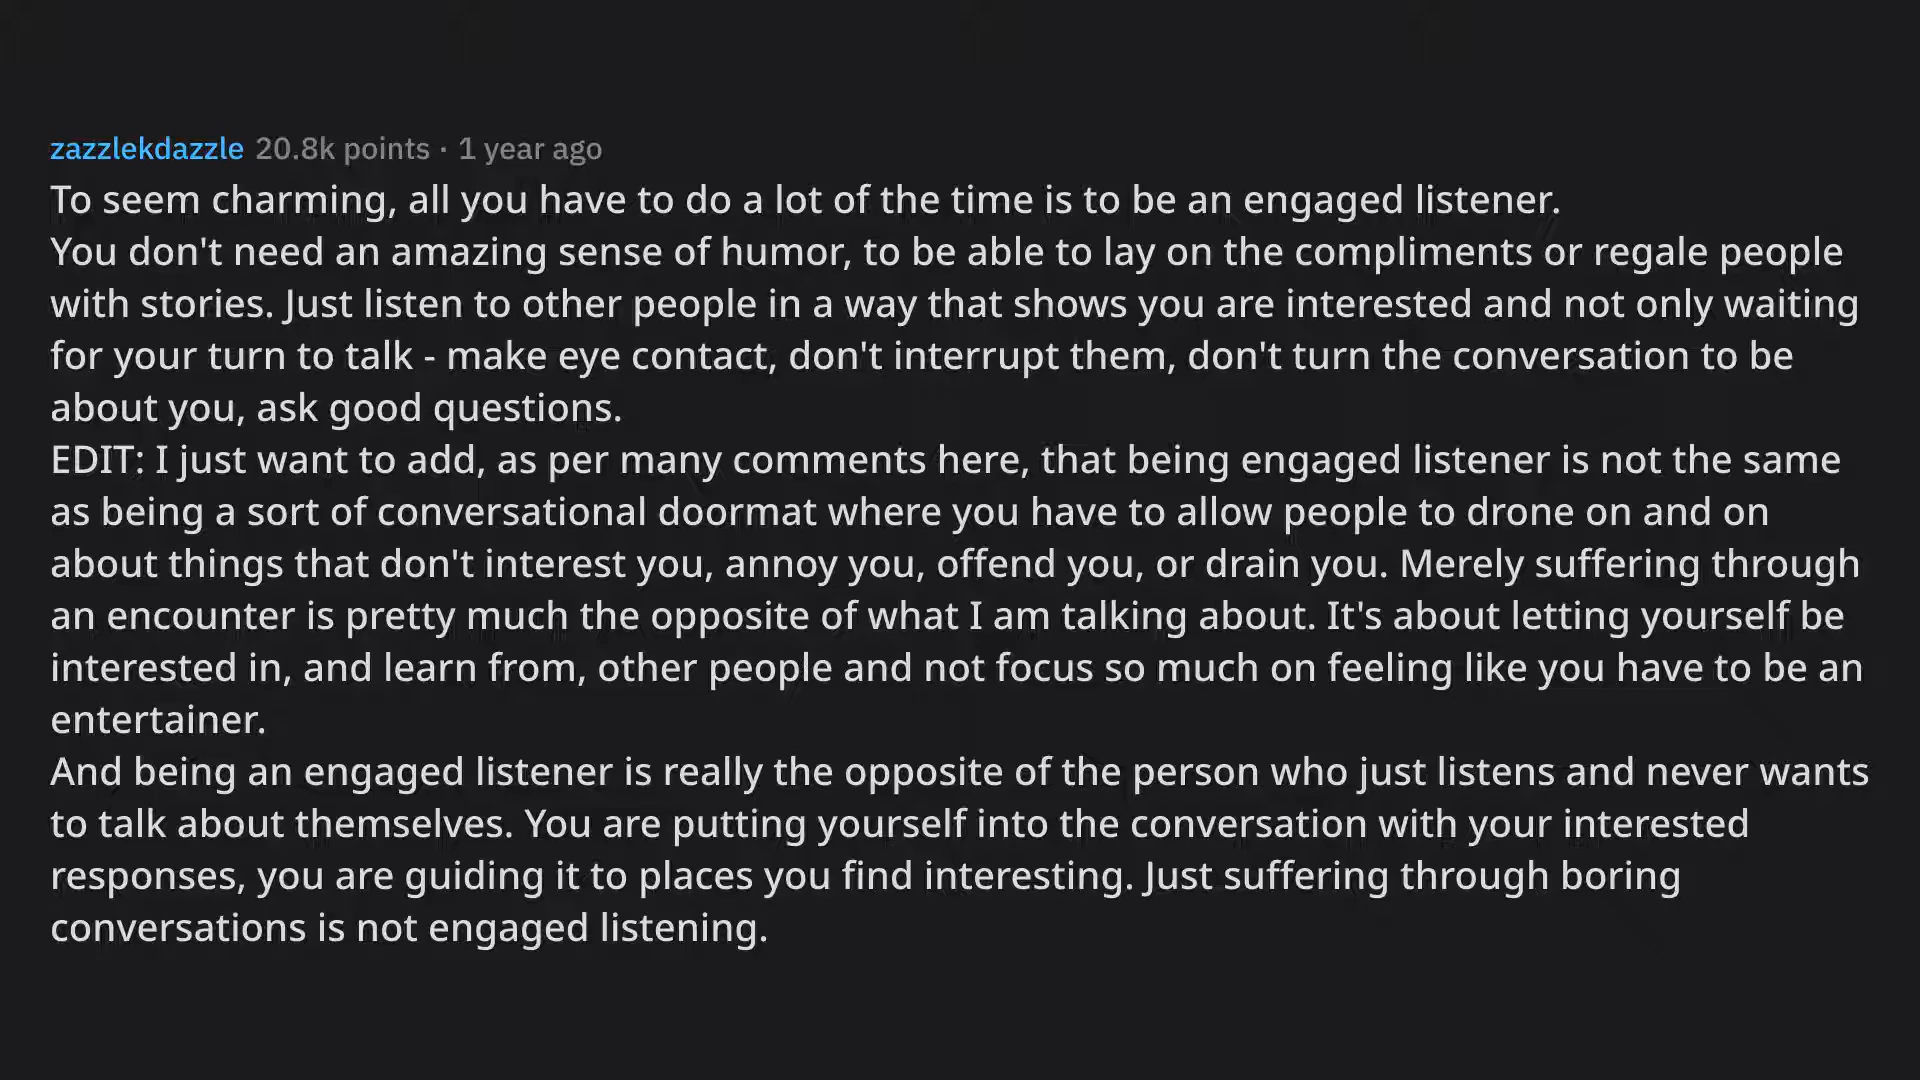 zazzlekdazzle 20.8k points · 1 year ago
To seem charming, all you have to do a lot of the time is to be an engaged listener.
You don't need an amazing sense of humor, to be able to lay on the compliments or regale people
with stories. Just listen to other people in a way that shows you are interested and not only waiting
for your turn to talk - make eye contact, don't interrupt them, don't turn the conversation to be
about you, ask good questions.
EDIT: I just want to add, as per many comments here, that being engaged listener is not the same
as being a sort of conversational doormat where you have to allow people to drone on and on
about things that don't interest you, annoy you, offend you, or drain you. Merely suffering through
an encounter is pretty much the opposite of what I am talking about. It's about letting yourself be
interested in, and learn from, other people and not focus so much on feeling like you have to be an
entertainer.
And being an engaged listener is really the opposite of the person who just listens and never wants
to talk about themselves. You are putting yourself into the conversation with your interested
responses, you are guiding it to places you find interesting. Just suffering through boring
conversations is not engaged listening.